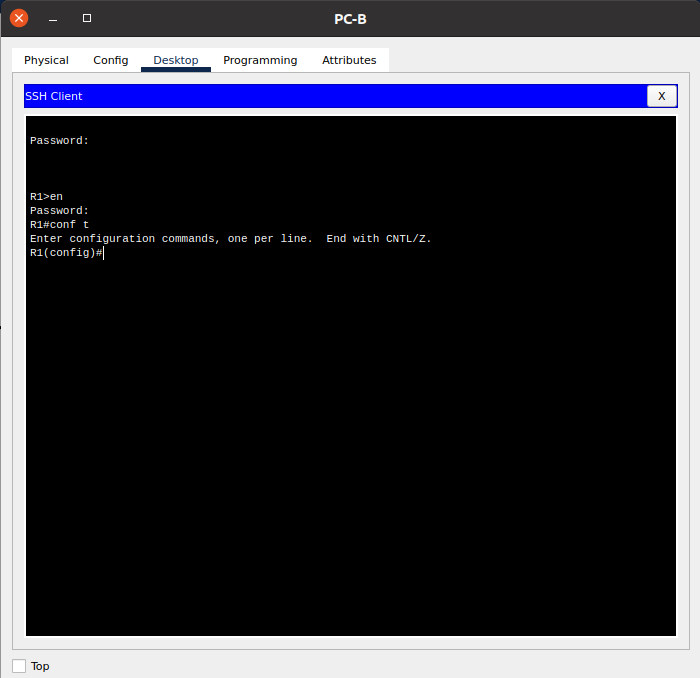 PC-B
Physical Config Desktop Programming Attributes
SSH Client X
Password:
R1>en
Password:
R1#conf t
Enter configuration commands, one per line.  End with CNTL/Z.
R1(config)#
Top